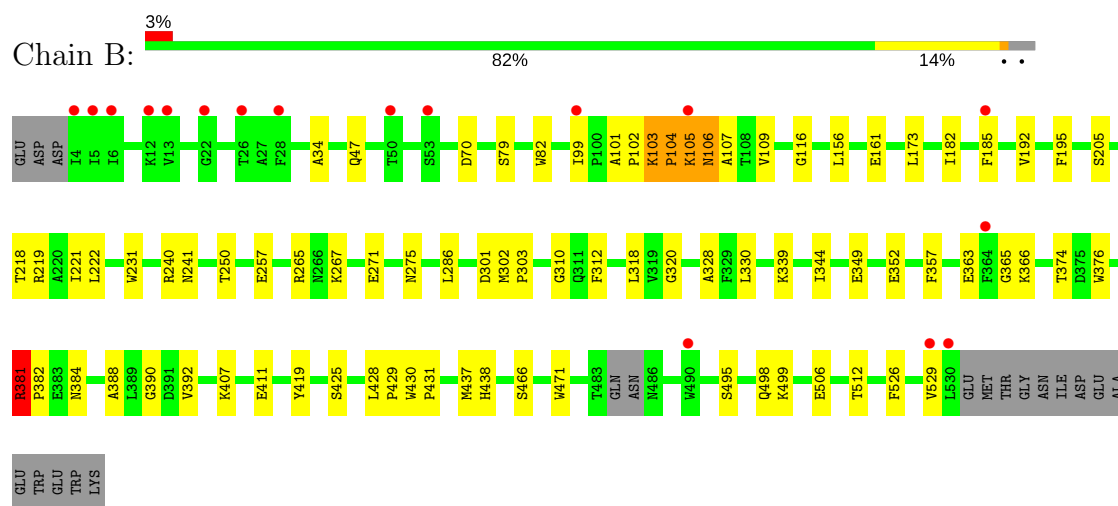 3%
Chain B:
82% 14% • •
GLU ASP ASP I4 I5 I6 K12 V13 G22 T26 A27 F28 A34 Q47 T50 S53 D70 S79 W82 I99 P100 A101 P102 K103 P104 K105 N106 A107 T108 V109 G116 L156 E161 L173 I182 F185 V192 F195 S205
T218 R219 A220 I221 L222 W231 R240 N241 T250 E257 R265 N266 K267 E271 N275 L286 D301 M302 P303 G310 Q311 F312 L318 V319 G320 A328 F329 L330 K339 I344 E349 E352 F357 E363 F364 G365 K366 T374 D375 W376
R381 P382 E383 N384 A388 L389 G390 D391 V392 K407 E411 Y419 S425 L428 P429 W430 P431 M437 H438 S466 W471 T483 GLN ASN N486 W490 S495 Q498 K499 E506 T512 F526 V529 L530 GLU MET THR GLY ASN ILE ASP GLU ALA
GLU TRP GLU TRP LYS